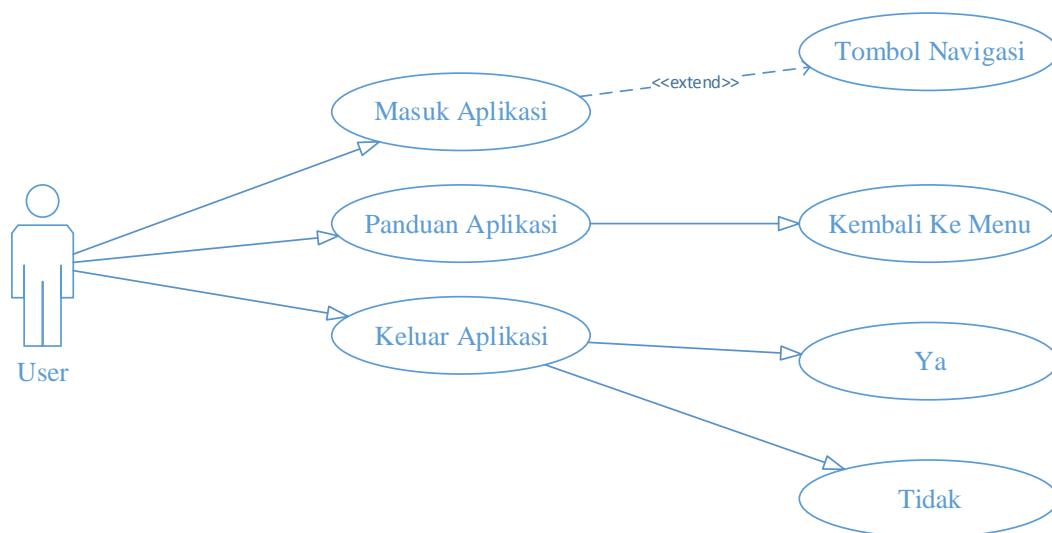 Tombol Navigasi
<<extend>>
Masuk Aplikasi
Panduan Aplikasi
Kembali Ke Menu
Keluar Aplikasi
Ya
User
Tidak